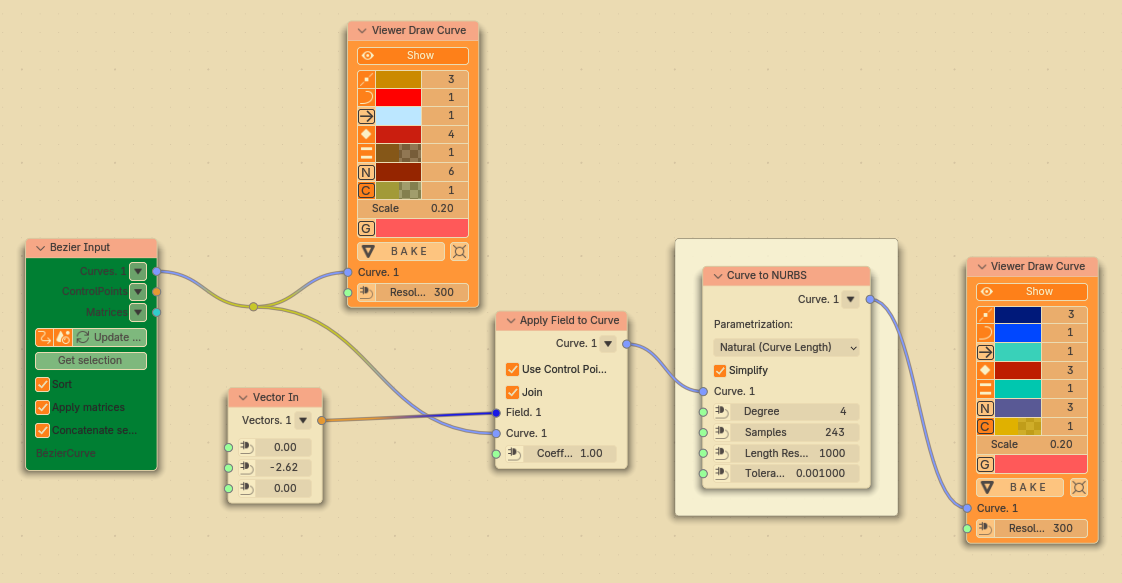 Viewer Draw Curve
Show
3
1
1
4
1
N 6
C 1
Scale 0.20
G
BAKE
Curve. 1
Resol... 300
Bezier Input
Curves. 1
ControlPoints
Matrices
Update ...
Get selection
Sort
Apply matrices
Concatenate se...
BézierCurve
Vector In
Vectors. 1
0.00
-2.62
0.00
Apply Field to Curve
Curve. 1
Use Control Poi...
Join
Field. 1
Curve. 1
Coeff... 1.00
Curve to NURBS
Curve. 1
Parametrization:
Natural (Curve Length)
Simplify
Curve. 1
Degree 4
Samples 243
Length Res... 1000
Tolera... 0.001000
Viewer Draw Curve
Show
3
1
1
3
1
N 3
C 1
Scale 0.20
G
BAKE
Curve. 1
Resol... 300